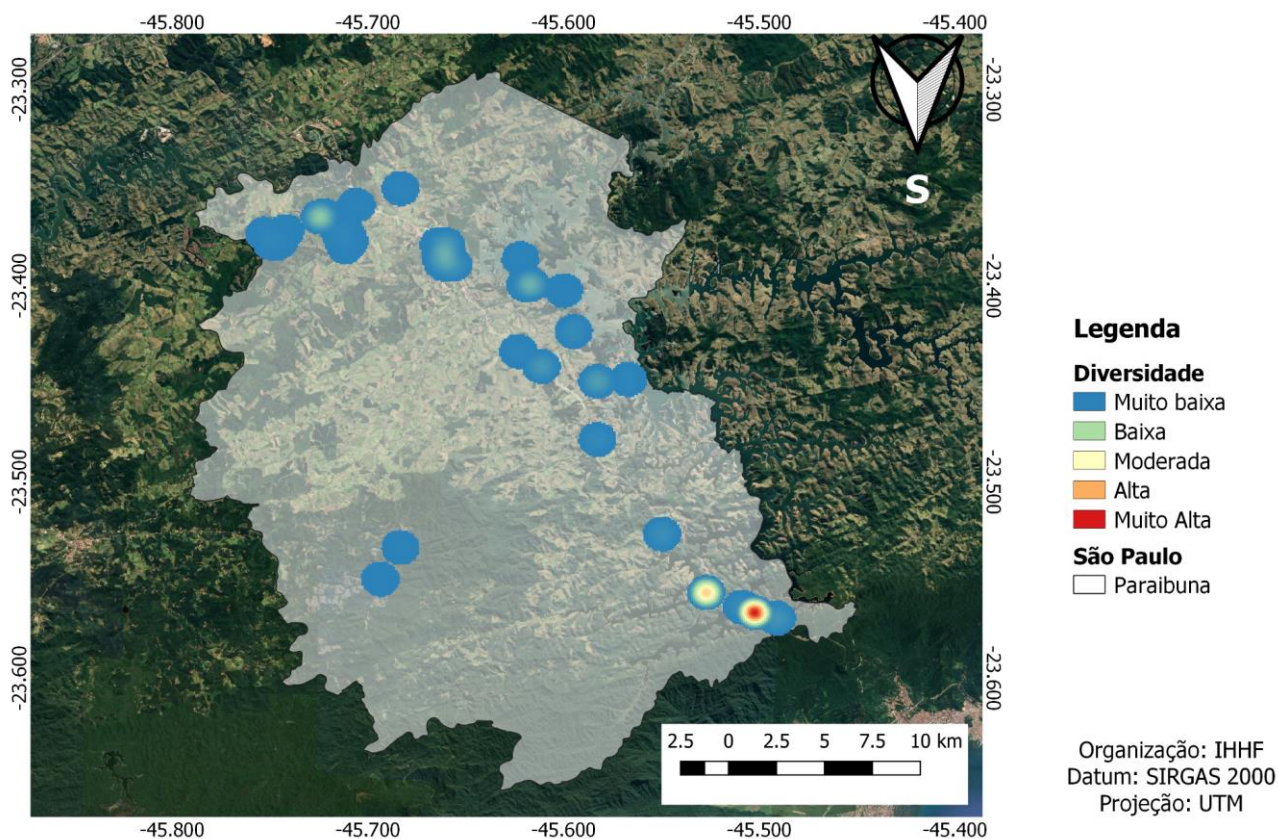 -45.800 -45.700 -45.600 -45.500 -45.400
-23.300 -23.300
S
-23.400 -23.400
Legenda
Diversidade
Muito baixa
Baixa
Moderada
Alta
Muito Alta
São Paulo
Paraibuna
-23.500 -23.500
-23.600 -23.600
2.5 0 2.5 5 7.5 10 km
Organização: IHHF
Datum: SIRGAS 2000
Projeção: UTM
-45.800 -45.700 -45.600 -45.500 -45.400